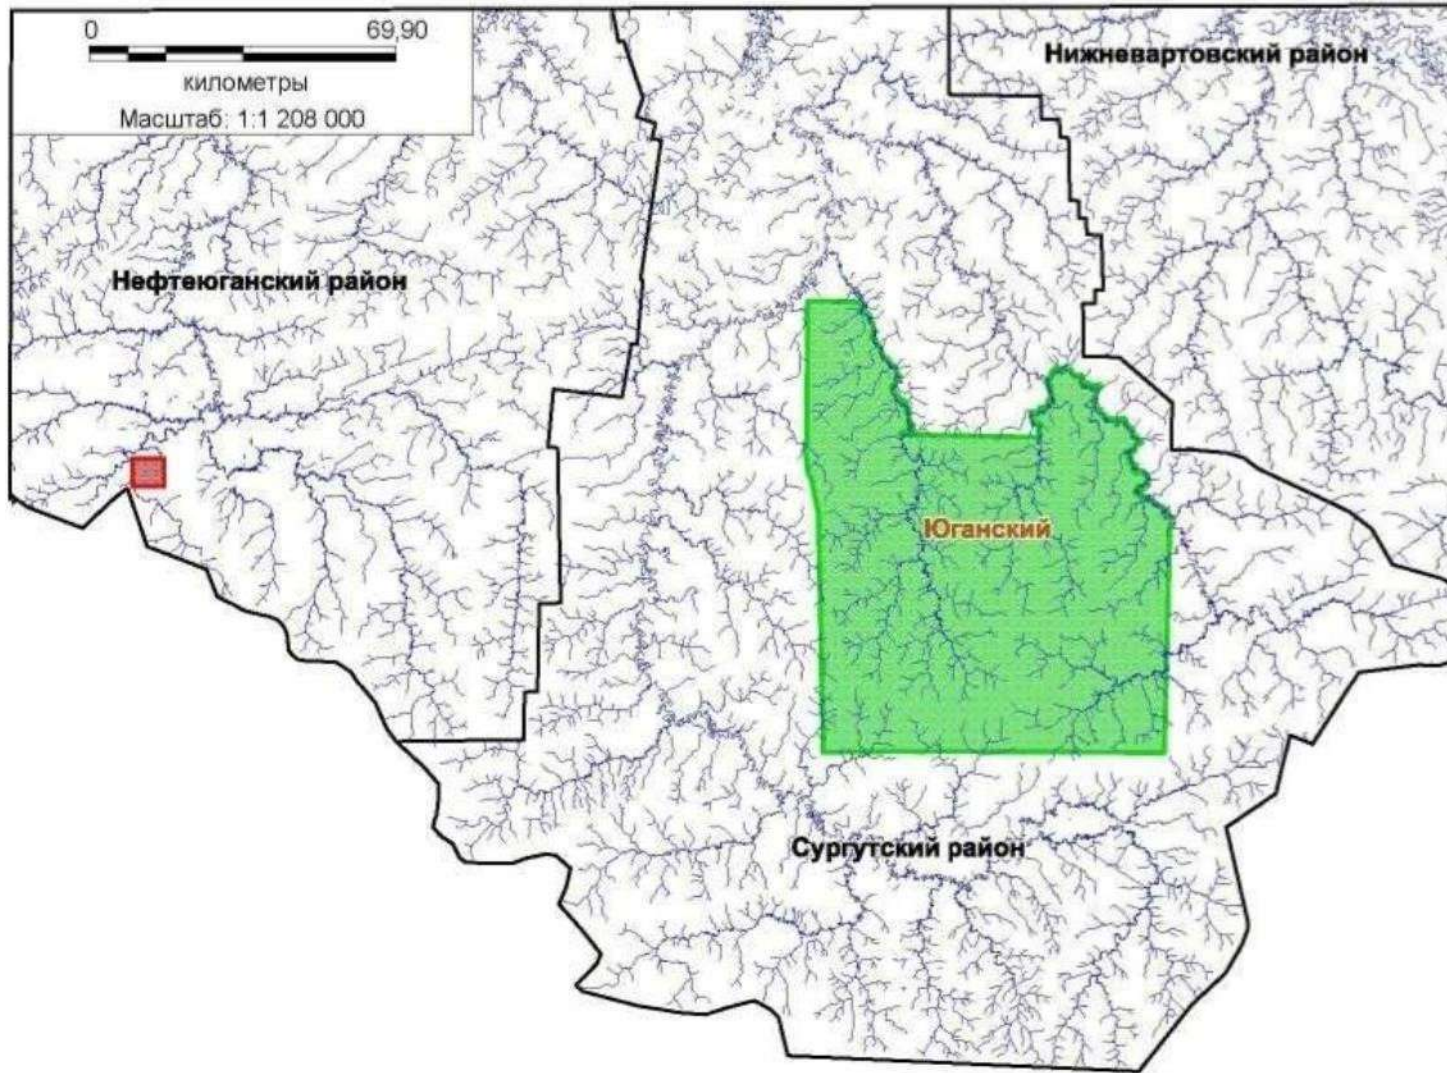 0 69,90
километры
Масштаб: 1:1 208 000
Нижневартовский район
Нефтеюганский район
Юганский
Сургутский район